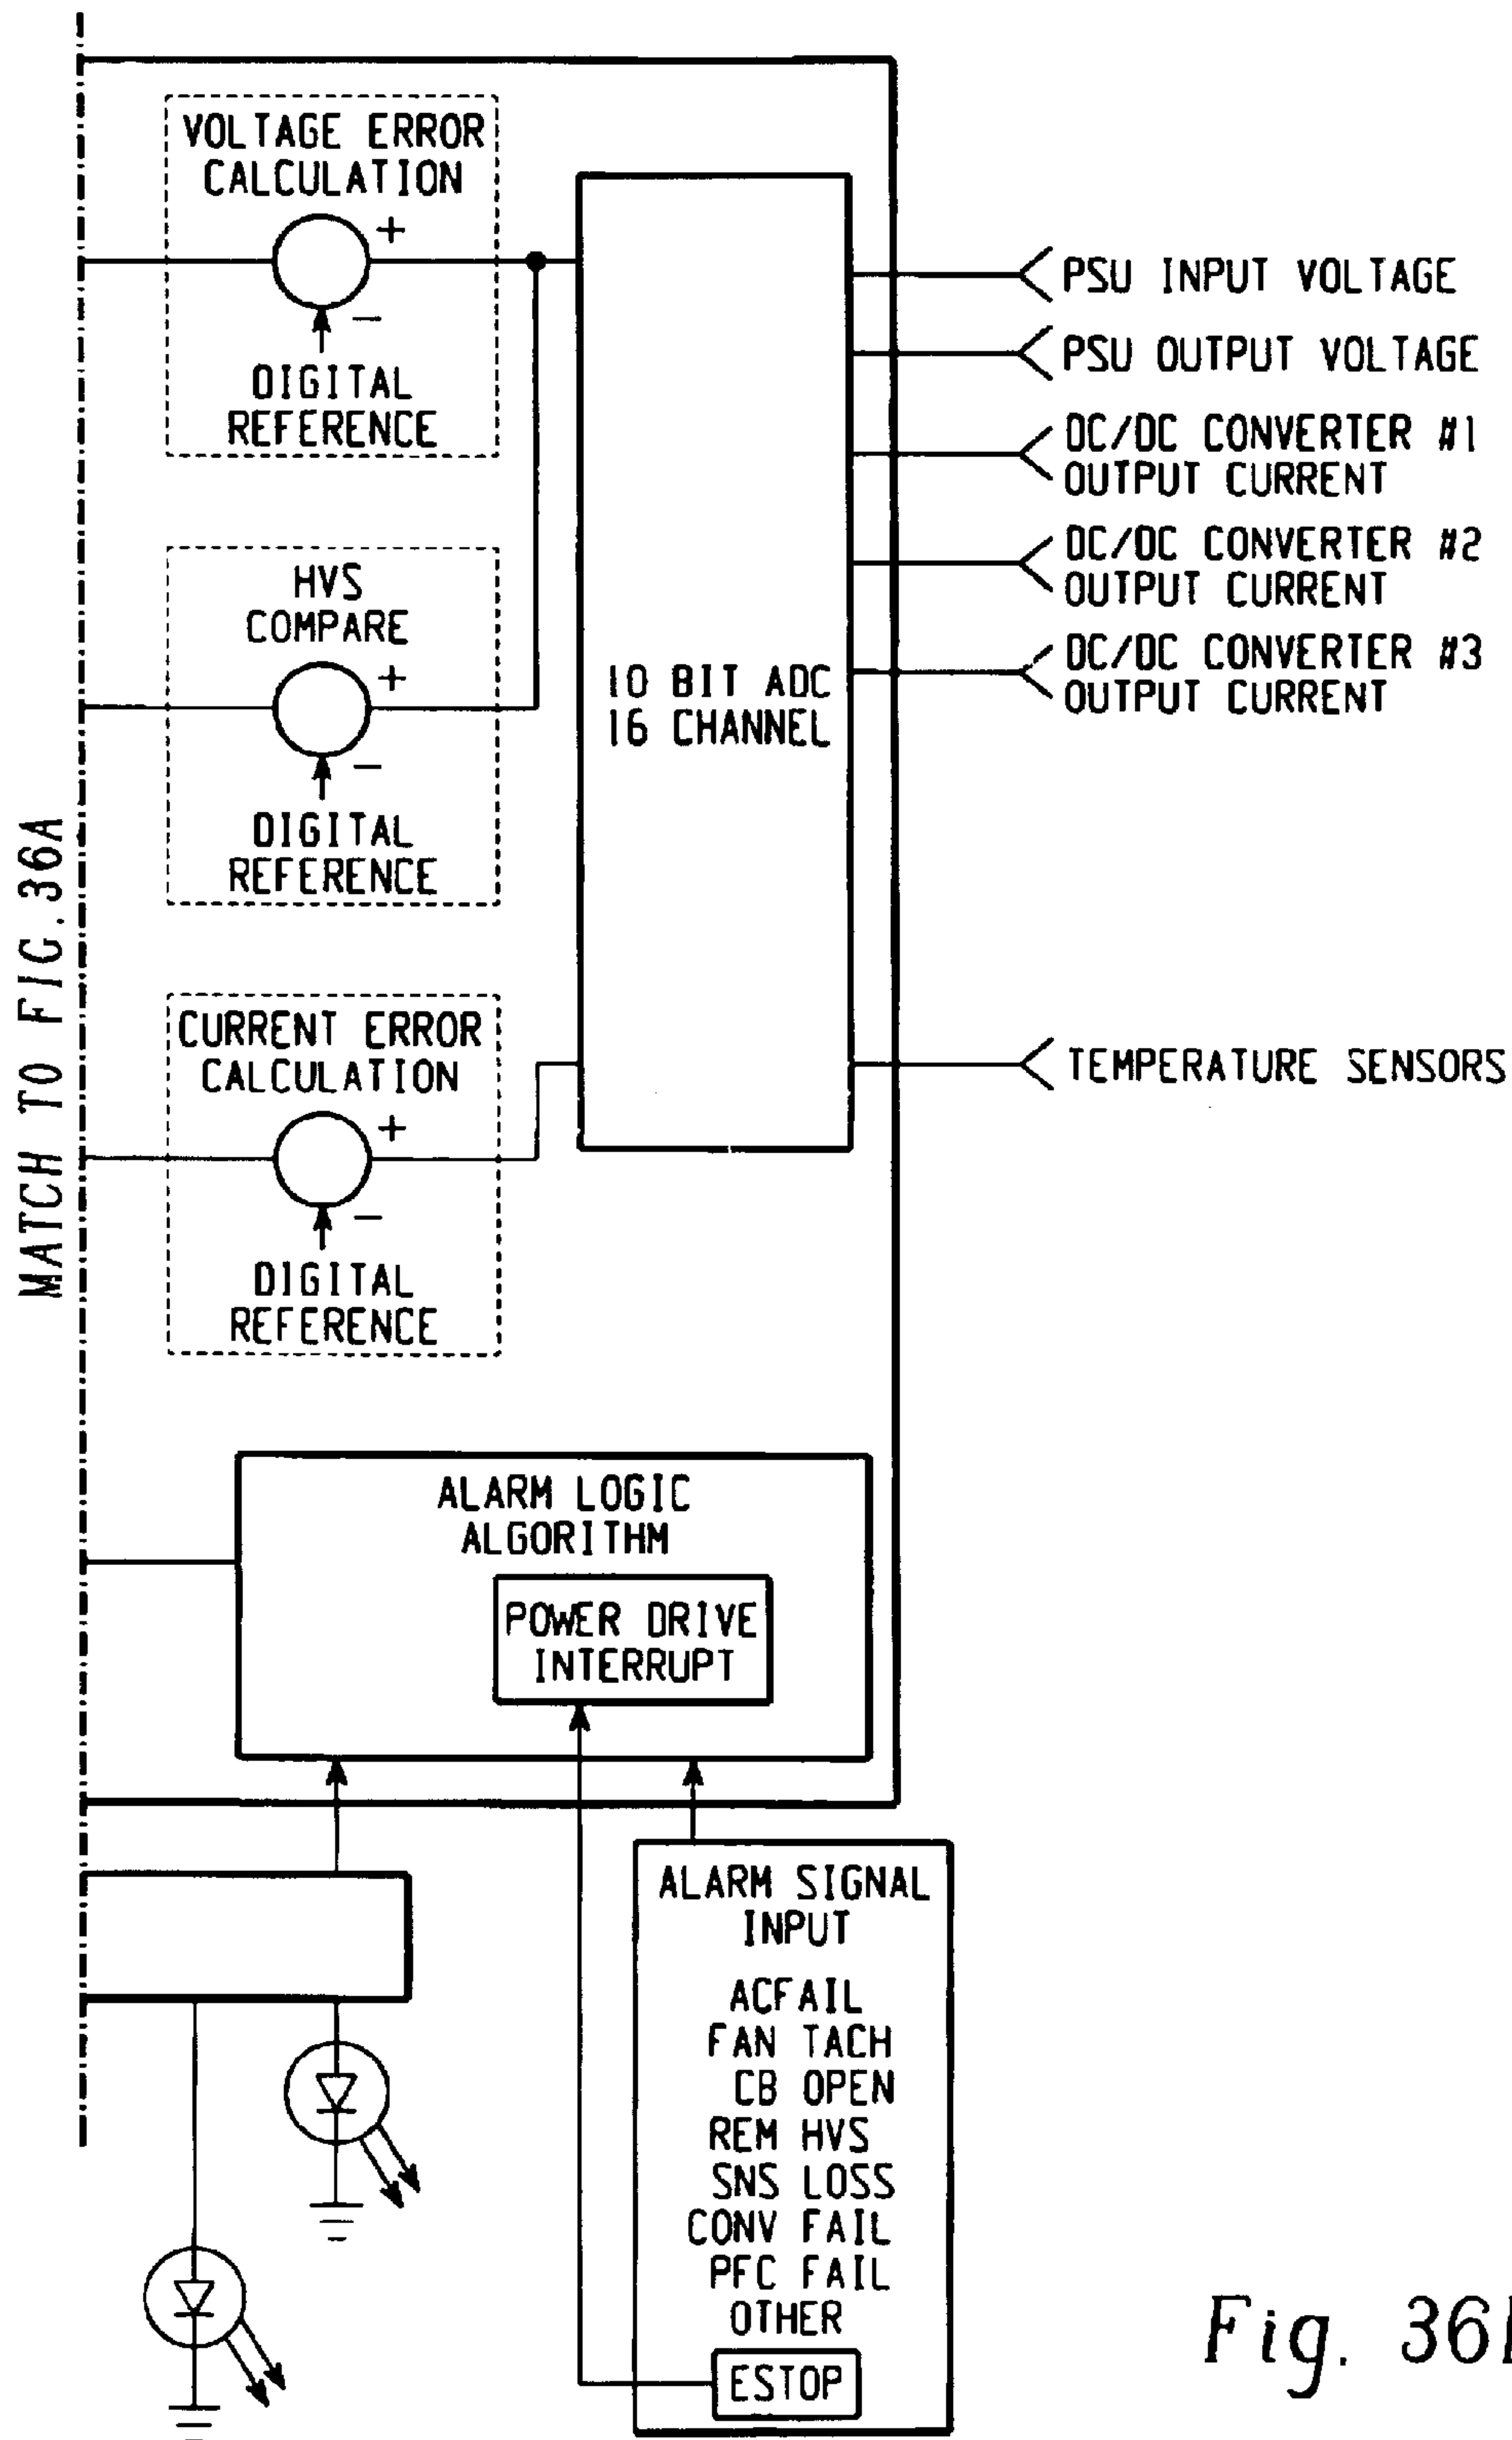 VOLTAGE ERROR
CALCULATION
+
−
DIGITAL
REFERENCE
HVS
COMPARE
+
−
DIGITAL
REFERENCE
CURRENT ERROR
CALCULATION
+
−
DIGITAL
REFERENCE
10 BIT ADC
16 CHANNEL
PSU INPUT VOLTAGE
PSU OUTPUT VOLTAGE
DC/DC CONVERTER #1
OUTPUT CURRENT
DC/DC CONVERTER #2
OUTPUT CURRENT
DC/DC CONVERTER #3
OUTPUT CURRENT
TEMPERATURE SENSORS
MATCH TO FIG.36A
ALARM LOGIC
ALGORITHM
POWER DRIVE
INTERRUPT
ALARM SIGNAL
INPUT
ACFAIL
FAN TACH
CB OPEN
REM HVS
SNS LOSS
CONV FAIL
PFC FAIL
OTHER
ESTOP
Fig.